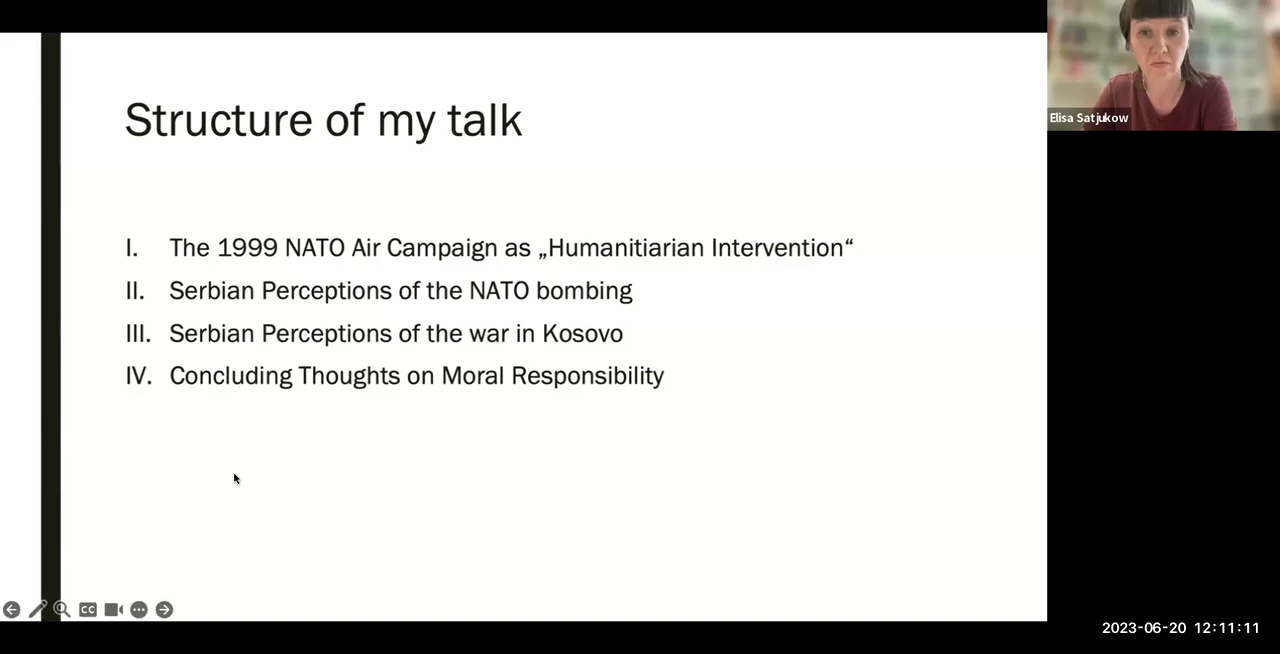 Structure of my talk
I. The 1999 NATO Air Campaign as „Humanitiarian Intervention“
II. Serbian Perceptions of the NATO bombing
III. Serbian Perceptions of the war in Kosovo
IV. Concluding Thoughts on Moral Responsibility
Elisa Satjukow
CC
2023-06-20 12:11:11